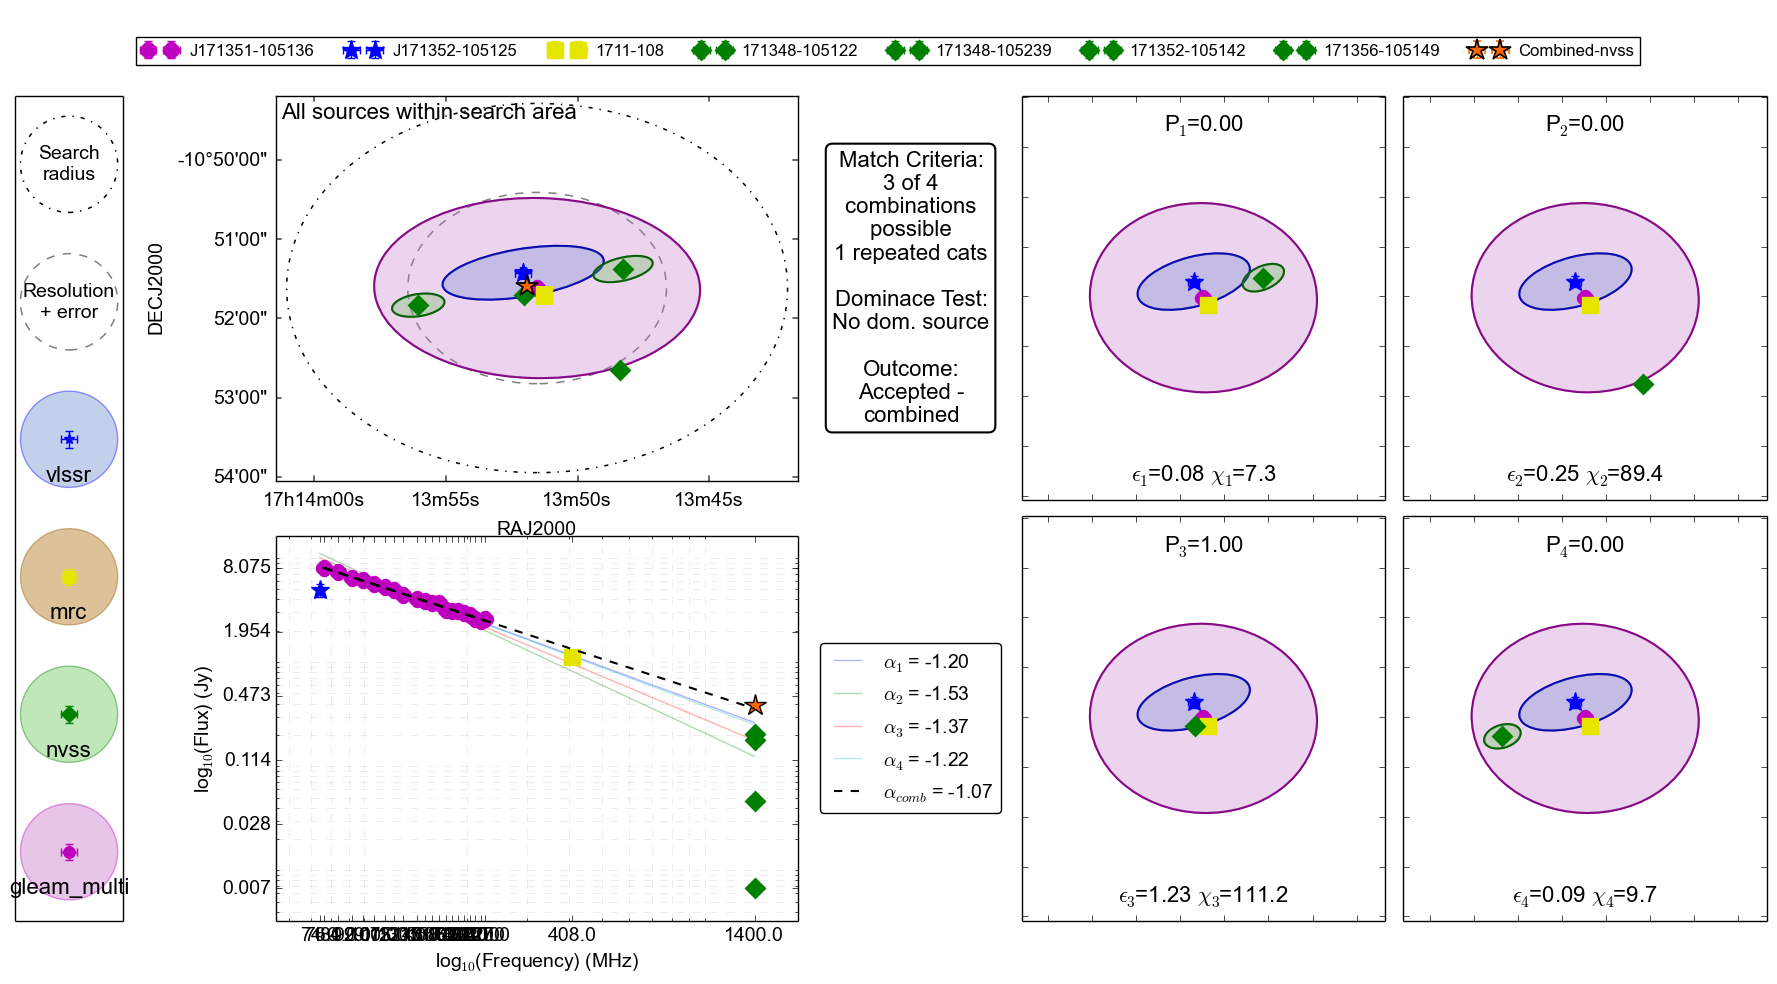 J171351-105136 J171352-105125 1711-108 171348-105122 171348-105239 171352-105142 171356-105149 Combined-nvss
Search
radius
Resolution
+ error
vlssr
mrc
nvss
gleam_multi
All sources within search area
DECJ2000
-10°50'00"
51'00"
52'00"
53'00"
54'00"
17h14m00s 13m55s 13m50s 13m45s
RAJ2000
Match Criteria:
3 of 4
combinations
possible
1 repeated cats
Dominace Test:
No dom. source
Outcome:
Accepted -
combined
P₁=0.00
ϵ₁=0.08 χ₁=7.3
P₂=0.00
ϵ₂=0.25 χ₂=89.4
P₃=1.00
ϵ₃=1.23 χ₃=111.2
P₄=0.00
ϵ₄=0.09 χ₄=9.7
log₁₀(Flux) (Jy)
8.075
1.954
0.473
0.114
0.028
0.007
408.0 1400.0
log₁₀(Frequency) (MHz)
α₁ = -1.20
α₂ = -1.53
α₃ = -1.37
α₄ = -1.22
α_comb = -1.07